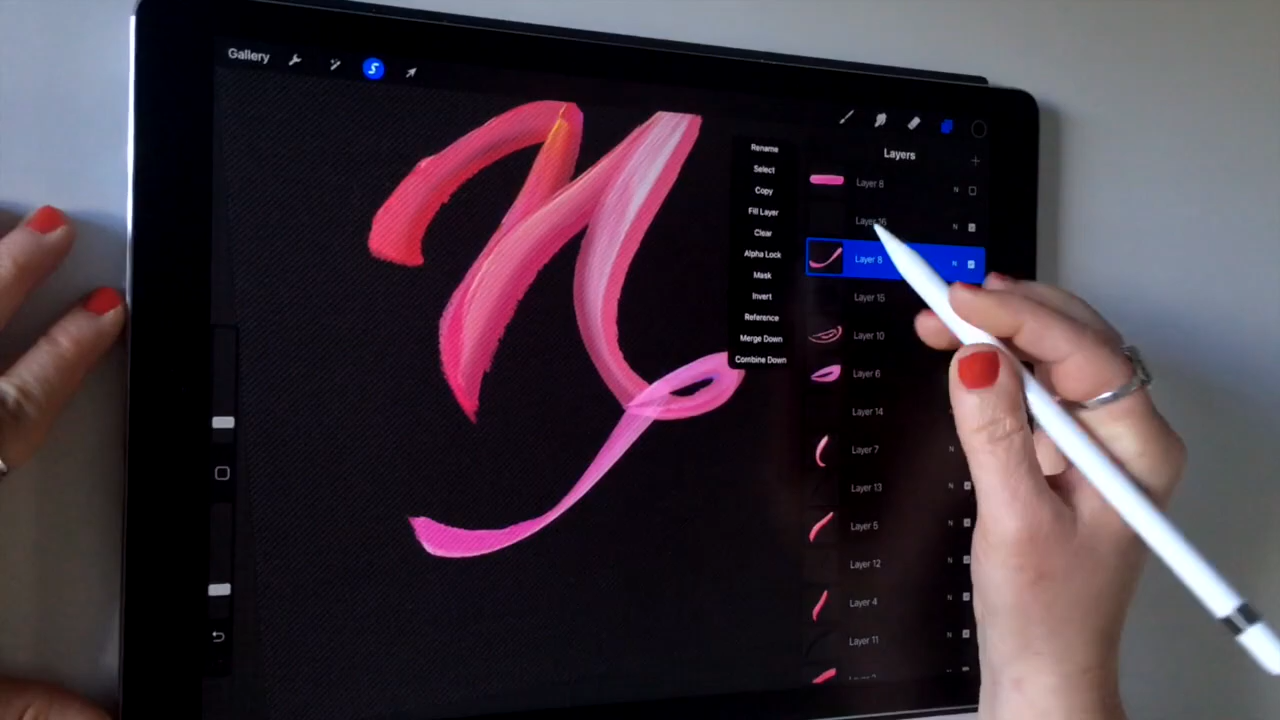 Gallery
S
Layers
Rename
Select
Copy
Fill Layer
Clear
Alpha Lock
Mask
Invert
Reference
Merge Down
Combine Down
Layer 8 N
Layer 16 N
Layer 8 N
Layer 15
Layer 10
Layer 6
Layer 14
Layer 7 N
Layer 13 N
Layer 5 N
Layer 12 N
Layer 4 N
Layer 11 N